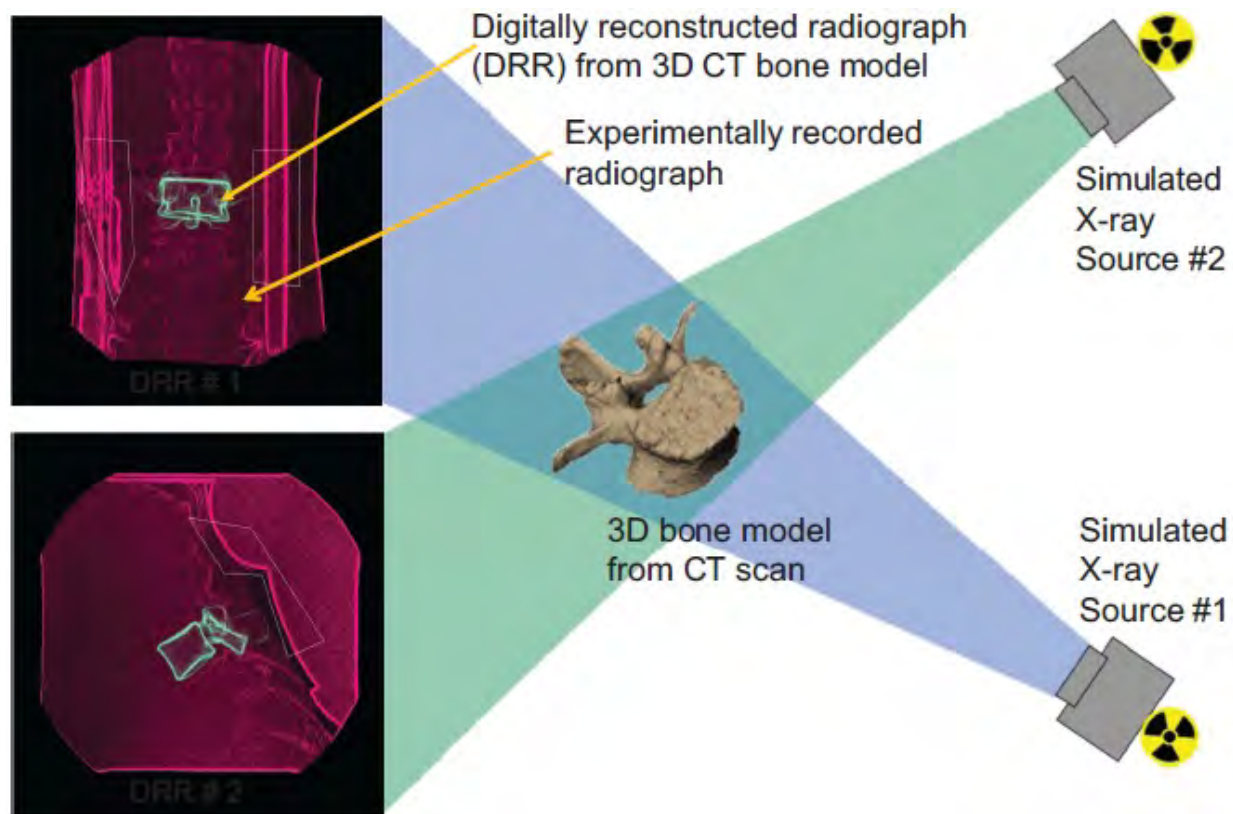 Digitally reconstructed radiograph
(DRR) from 3D CT bone model
Experimentally recorded
radiograph
DRR # 1
Simulated
X-ray
Source #2
3D bone model
from CT scan
Simulated
X-ray
Source #1
DRR # 2